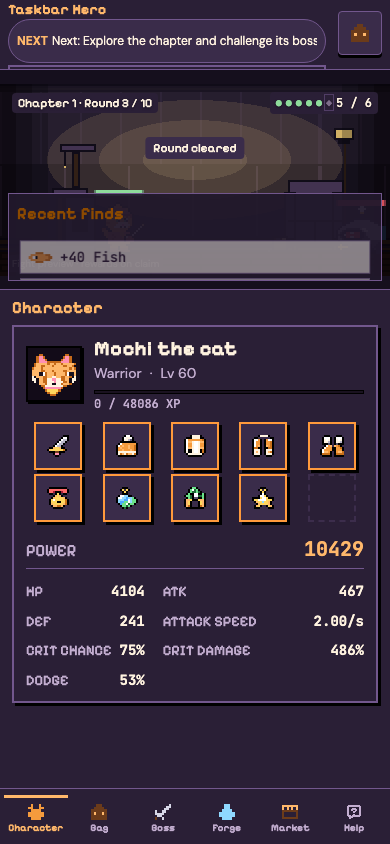 Taskbar Hero
NEXT Next: Explore the chapter and challenge its boss
Chapter 1 · Round 3 / 10
5 / 6
Round cleared
Recent finds
+40 Fish
Character
Mochi the cat
Warrior · Lv 60
0 / 48086 XP
POWER 10429
HP 4104 ATK 467
DEF 241 ATTACK SPEED 2.00/s
CRIT CHANCE 75% CRIT DAMAGE 486%
DODGE 53%
Character Bag Boss Forge Market Help